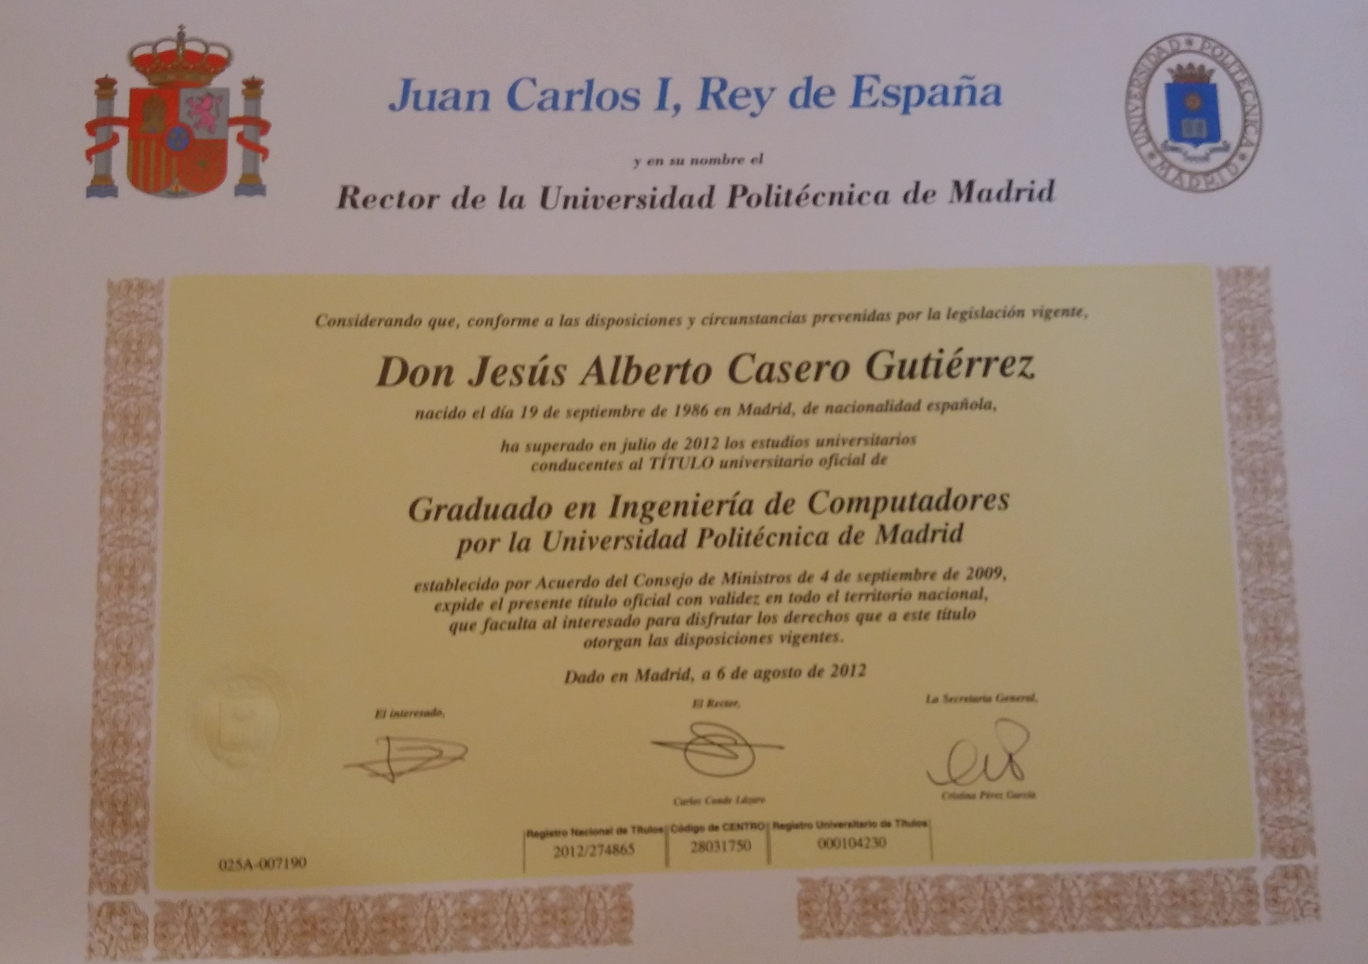 Juan Carlos I, Rey de España
UNIVERSIDAD POLITECNICA
MADRID
y en su nombre el
Rector de la Universidad Politécnica de Madrid
Considerando que, conforme a las disposiciones y circunstancias prevenidas por la legislación vigente,
Don Jesús Alberto Casero Gutiérrez
nacido el día 19 de septiembre de 1986 en Madrid, de nacionalidad española,
ha superado en julio de 2012 los estudios universitarios
conducentes al TÍTULO universitario oficial de
Graduado en Ingeniería de Computadores
por la Universidad Politécnica de Madrid
establecido por Acuerdo del Consejo de Ministros de 4 de septiembre de 2009,
expide el presente título oficial con validez en todo el territorio nacional,
que faculta al interesado para disfrutar los derechos que a este título
otorgan las disposiciones vigentes.
Dado en Madrid, a 6 de agosto de 2012
El interesado,
El Rector,
La Secretaria General,
Carlos Conde Lázaro
Cristina Pérez García
Registro Nacional de Títulos Código de CENTRO Registro Universitario de Títulos
2012/274865 28031750 000104230
025A-007190